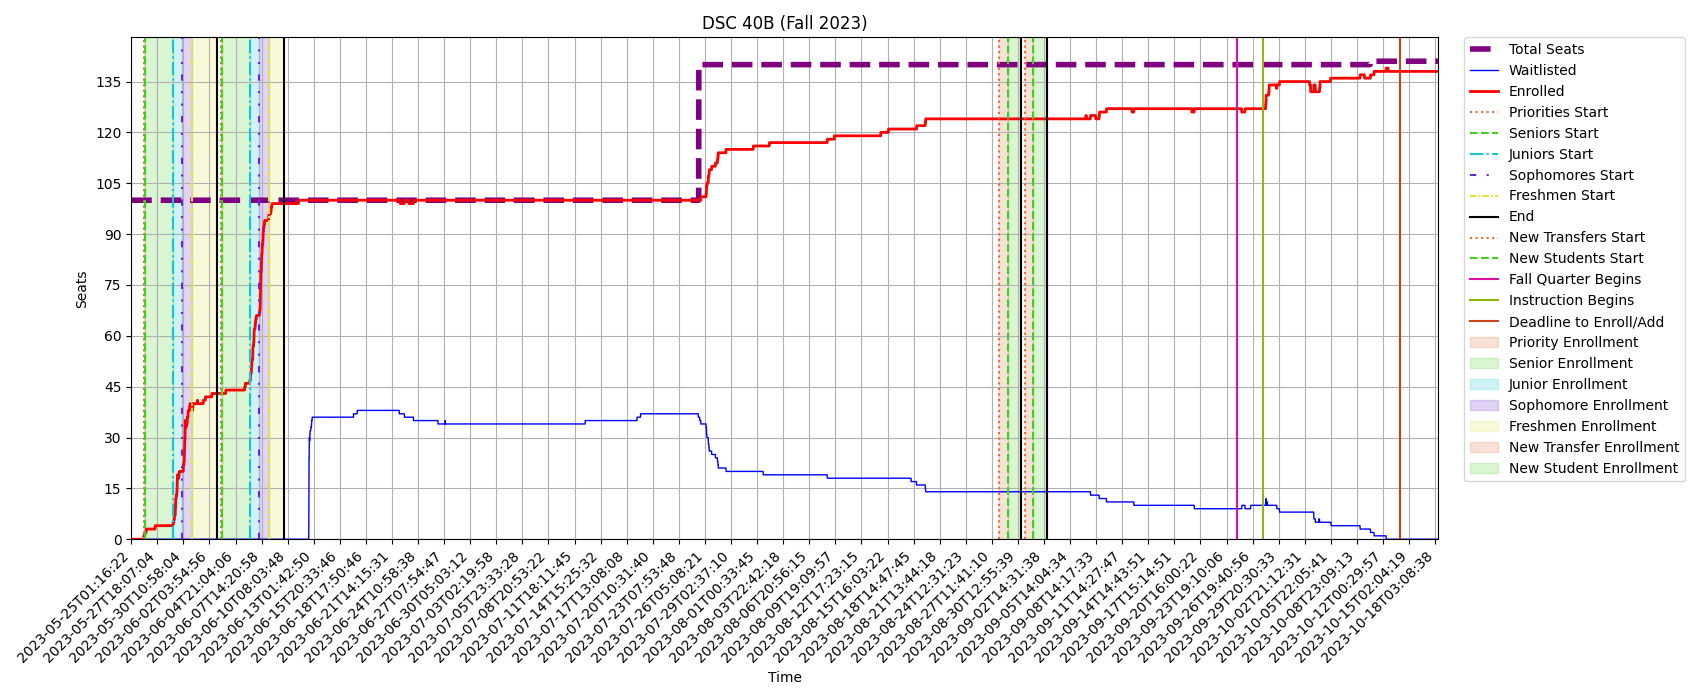 DSC 40B (Fall 2023)
Seats
135
120
105
90
75
60
45
30
15
0
2023-05-25T01:16:22
2023-05-27T18:07:04
2023-05-30T10:58:04
2023-06-02T03:54:56
2023-06-04T21:04:06
2023-06-07T14:20:58
2023-06-10T08:03:48
2023-06-13T01:42:50
2023-06-15T20:33:46
2023-06-18T17:50:46
2023-06-21T14:15:31
2023-06-24T10:58:38
2023-06-27T07:54:47
2023-06-30T05:03:12
2023-07-03T02:19:58
2023-07-05T23:33:28
2023-07-08T20:53:22
2023-07-11T18:11:45
2023-07-14T15:25:32
2023-07-17T13:08:08
2023-07-20T10:31:40
2023-07-23T07:53:48
2023-07-26T05:08:21
2023-07-29T02:37:10
2023-08-01T00:33:45
2023-08-03T22:42:18
2023-08-06T20:56:15
2023-08-09T19:09:57
2023-08-12T17:23:15
2023-08-15T16:03:22
2023-08-18T14:47:45
2023-08-21T13:44:18
2023-08-24T12:31:23
2023-08-27T11:41:10
2023-08-30T12:55:39
2023-09-02T14:31:38
2023-09-05T14:04:34
2023-09-08T14:17:33
2023-09-11T14:27:47
2023-09-14T14:43:51
2023-09-17T15:14:51
2023-09-20T16:00:22
2023-09-23T19:10:06
2023-09-26T19:40:56
2023-09-29T20:30:33
2023-10-02T21:12:31
2023-10-05T22:05:41
2023-10-08T23:09:13
2023-10-12T00:29:57
2023-10-15T02:04:19
2023-10-18T03:08:38
Time
Total Seats
Waitlisted
Enrolled
Priorities Start
Seniors Start
Juniors Start
Sophomores Start
Freshmen Start
End
New Transfers Start
New Students Start
Fall Quarter Begins
Instruction Begins
Deadline to Enroll/Add
Priority Enrollment
Senior Enrollment
Junior Enrollment
Sophomore Enrollment
Freshmen Enrollment
New Transfer Enrollment
New Student Enrollment